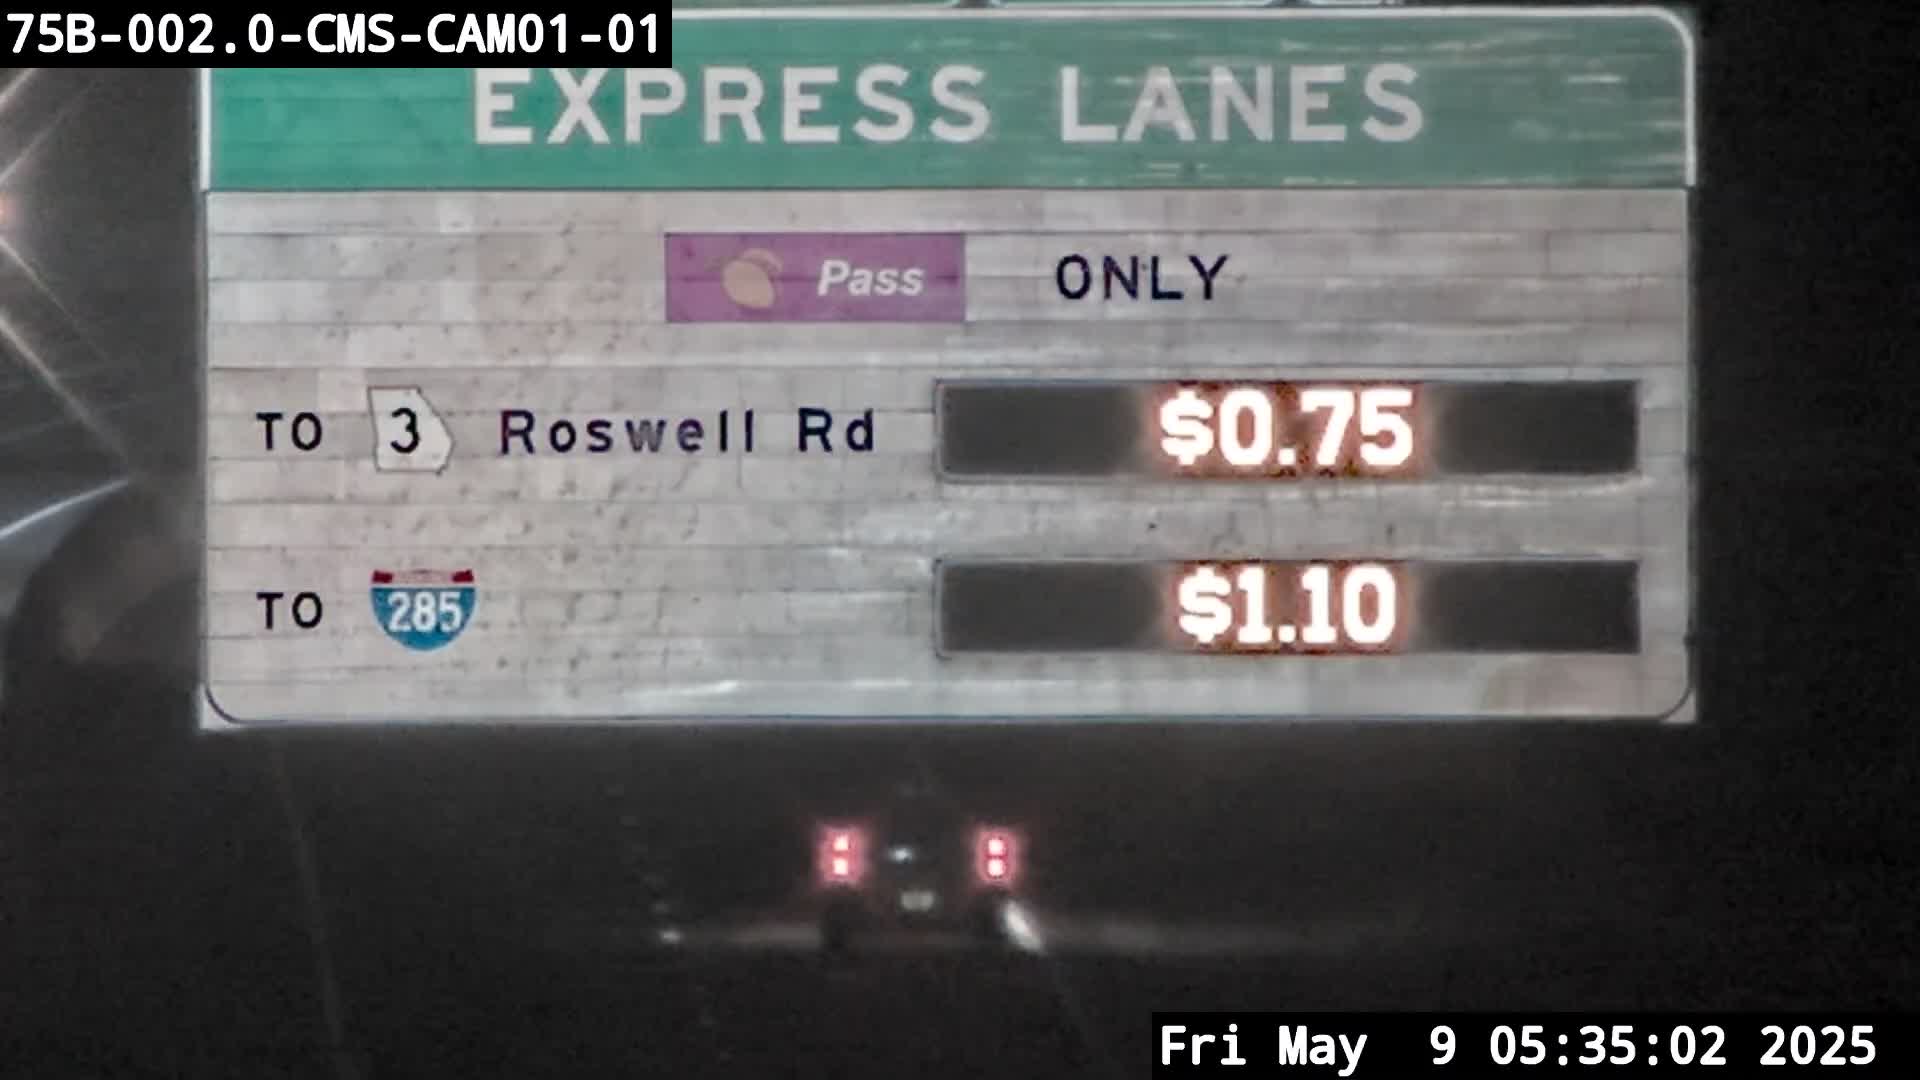 75B-002.0-CMS-CAM01-01
EXPRESS LANES
Pass ONLY
TO 3 Roswell Rd $0.75
TO 285 $1.10
Fri May 9 05:35:02 2025